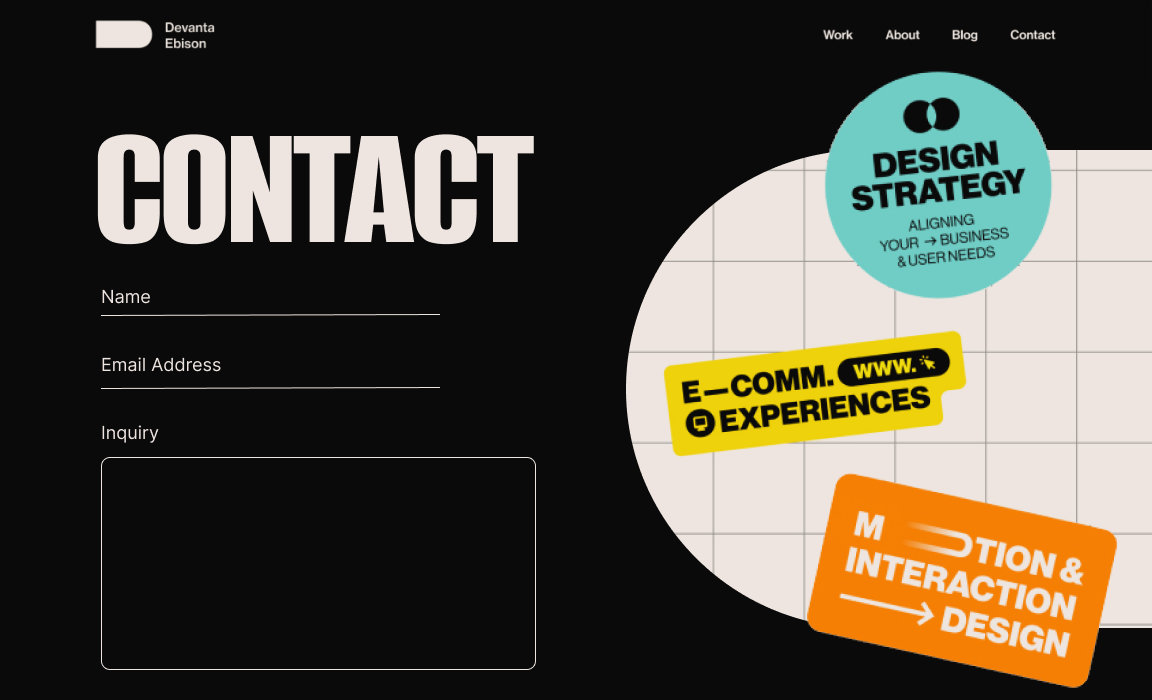 Devanta
Ebison
Work
About
Blog
Contact
CONTACT
Name
Email Address
Inquiry
DESIGN
STRATEGY
ALIGNING
YOUR → BUSINESS
& USER NEEDS
E—COMM. WWW.
EXPERIENCES
M TION &
INTERACTION
→ DESIGN